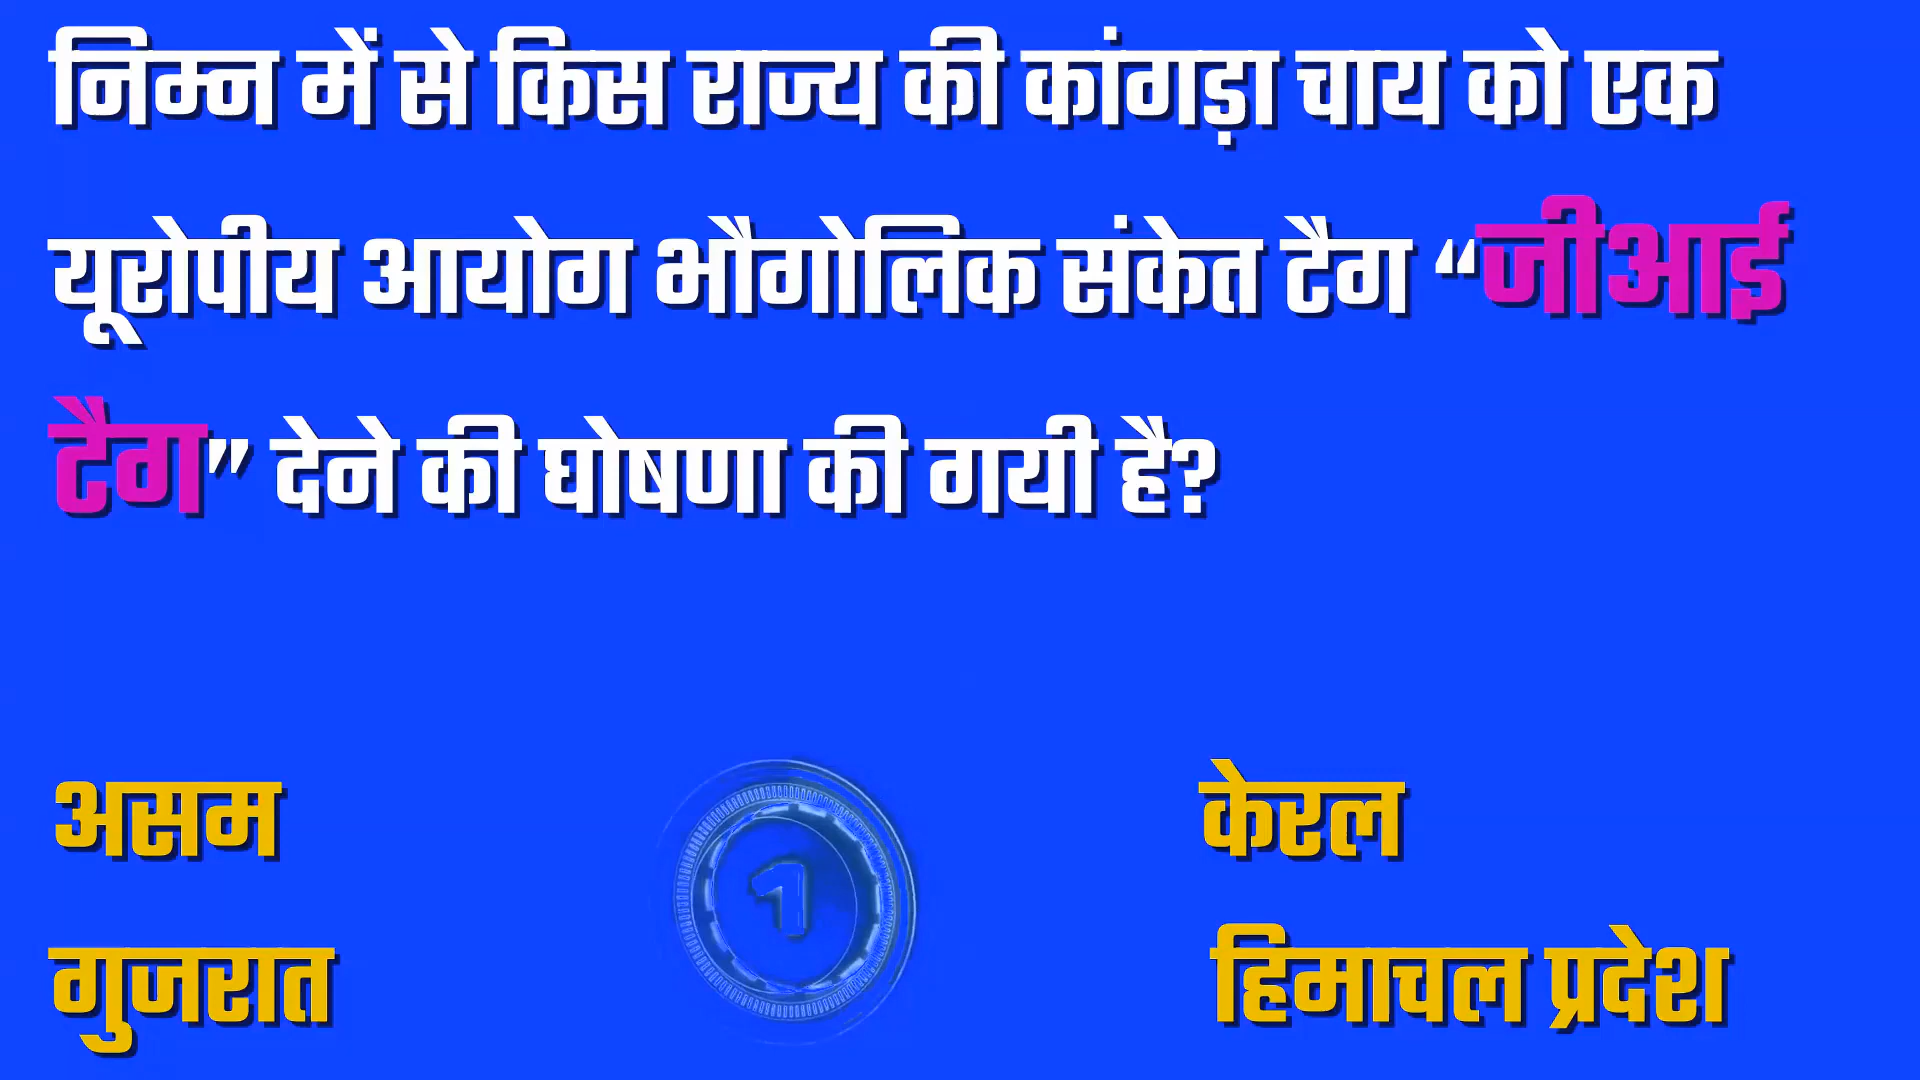 निम्न में से किस राज्य की कांगड़ा चाय को एक
यूरोपीय आयोग भौगोलिक संकेत टैग “जीआई
टैग” देने की घोषणा की गयी है?
असम
केरल
1
गुजरात
हिमाचल प्रदेश